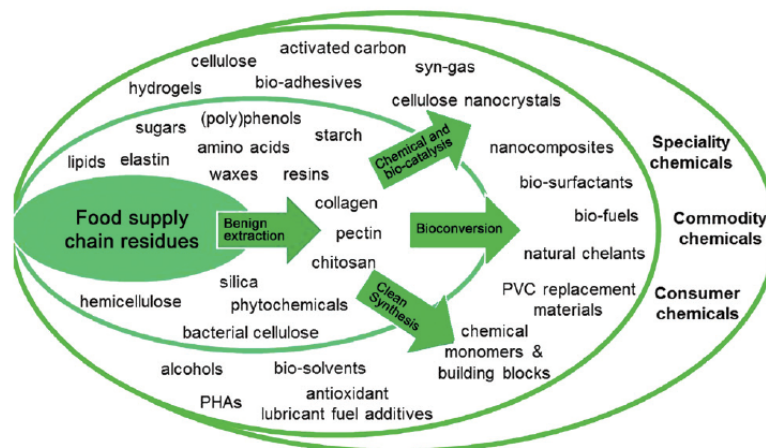 activated carbon
cellulose
syn-gas
hydrogels
bio-adhesives
cellulose nanocrystals
sugars
(poly)phenols
starch
Chemical and
bio-catalysis
lipids
elastin
amino acids
waxes
resins
nanocomposites
Speciality
chemicals
bio-surfactants
Food supply
chain residues
Benign
extraction
collagen
pectin
chitosan
Bioconversion
bio-fuels
Commodity
chemicals
natural chelants
silica
hemicellulose
phytochemicals
Clean
Synthesis
PVC replacement
materials
Consumer
chemicals
bacterial cellulose
chemical
monomers &
building blocks
alcohols
bio-solvents
PHAs
antioxidant
lubricant fuel additives